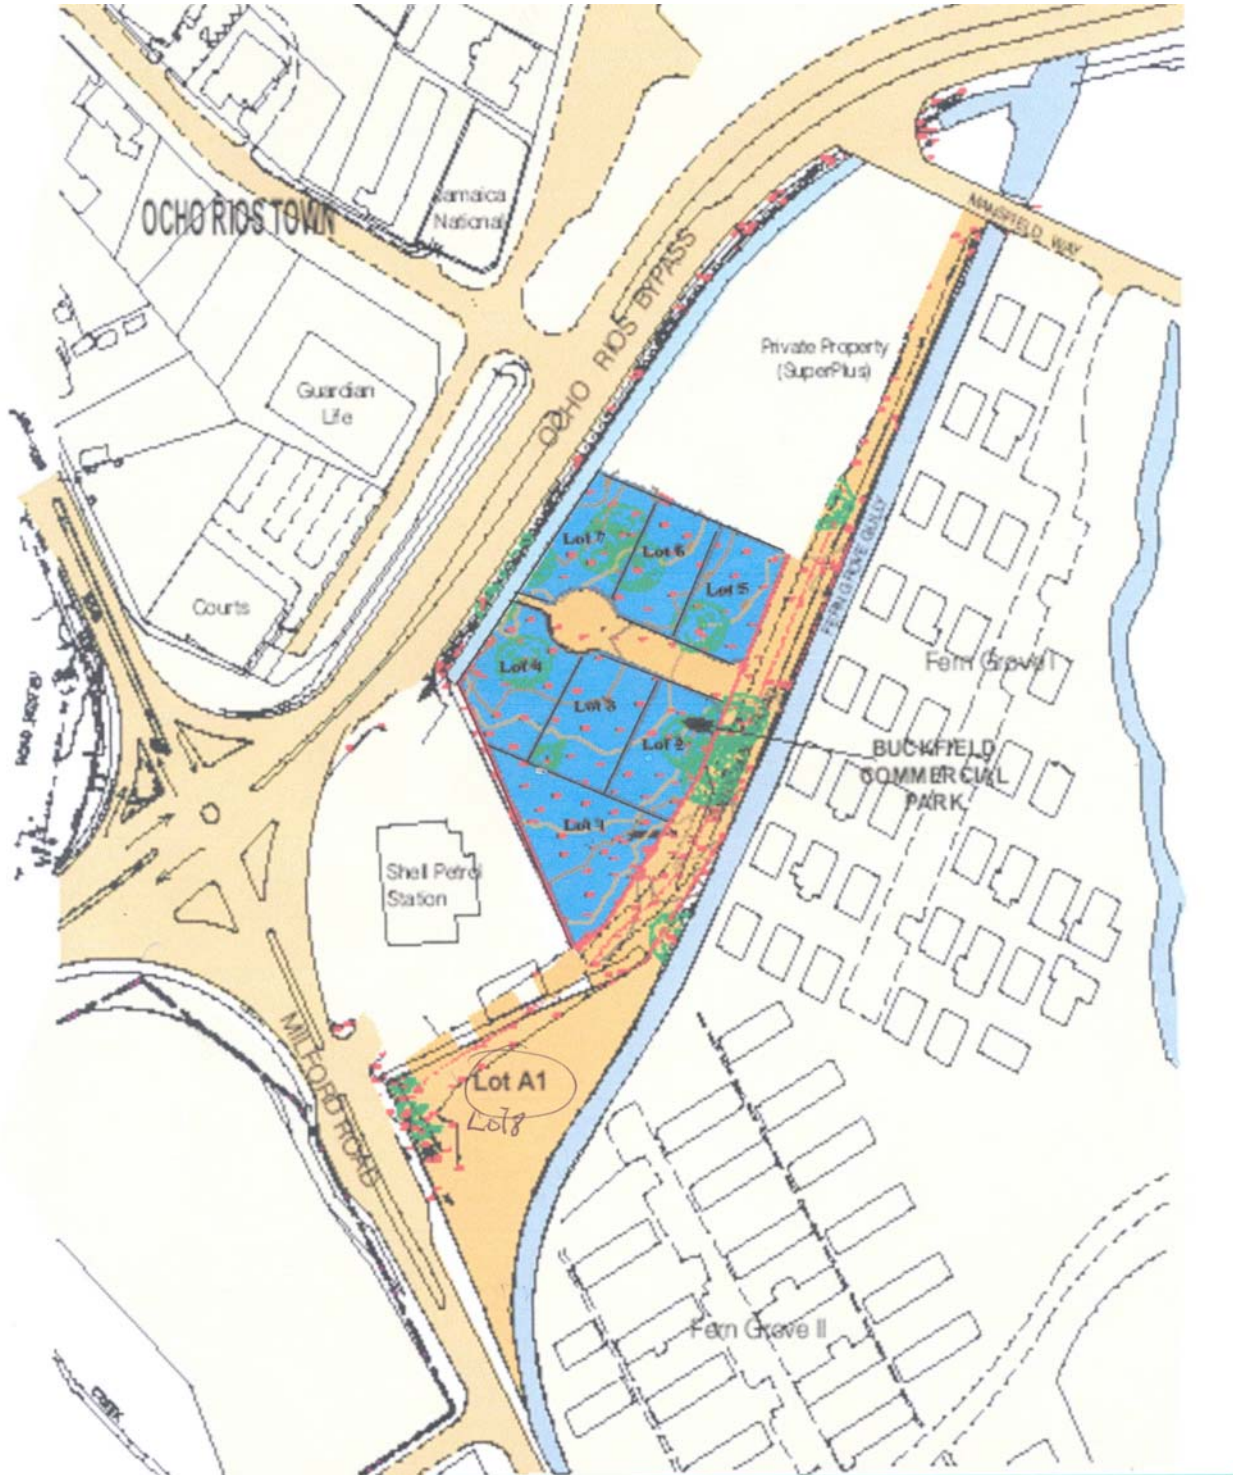 Jamaica
National
OCHO RIOS TOWN
MANSFIELD WAY
OCHO RIOS BYPASS
Private Property
(SuperPlus)
Guardian
Life
Lot 7
Lot 6
Lot 5
FERN GROVE GULLY
Courts
Lot 4
Fern Grove I
Lot 3
Lot 2
BUCKFIELD
COMMERCIAL
PARK
Lot 1
Shell Petrol
Station
MILFORD ROAD
Lot A1
Lot 8
Fern Grove II